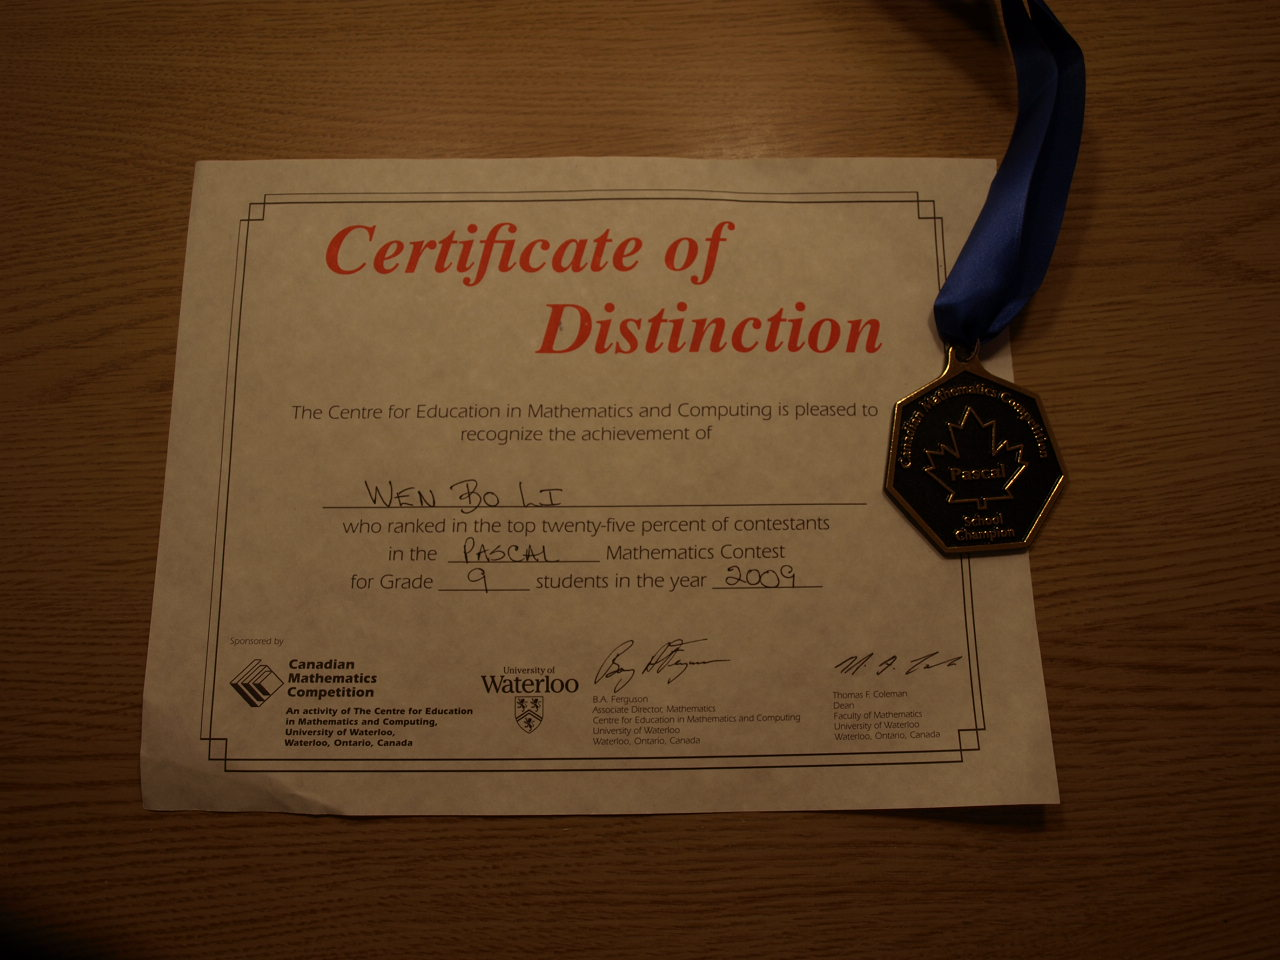 Certificate of
Distinction
The Centre for Education in Mathematics and Computing is pleased to
recognize the achievement of
WEN BO LI
who ranked in the top twenty-five percent of contestants
in the PASCAL Mathematics Contest
for Grade 9 students in the year 2009
Sponsored by
Canadian
Mathematics
Competition
An activity of The Centre for Education
in Mathematics and Computing,
University of Waterloo,
Waterloo, Ontario, Canada
University of
Waterloo
B.A. Ferguson
Associate Director, Mathematics
Centre for Education in Mathematics and Computing
University of Waterloo
Waterloo, Ontario, Canada
Thomas F. Coleman
Dean
Faculty of Mathematics
University of Waterloo
Waterloo, Ontario, Canada
Canadian Mathematics Competition
Pascal
School
Champion